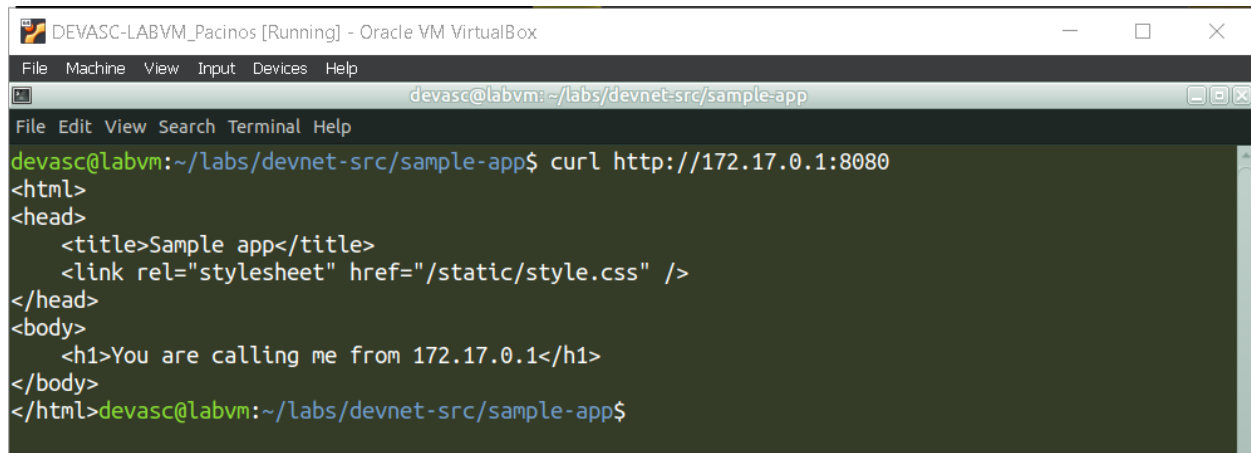 DEVASC-LABVM_Pacinos [Running] - Oracle VM VirtualBox
File Machine View Input Devices Help
devasc@labvm: ~/labs/devnet-src/sample-app
File Edit View Search Terminal Help
devasc@labvm:~/labs/devnet-src/sample-app$ curl http://172.17.0.1:8080
<html>
<head>
    <title>Sample app</title>
    <link rel="stylesheet" href="/static/style.css" />
</head>
<body>
    <h1>You are calling me from 172.17.0.1</h1>
</body>
</html>devasc@labvm:~/labs/devnet-src/sample-app$